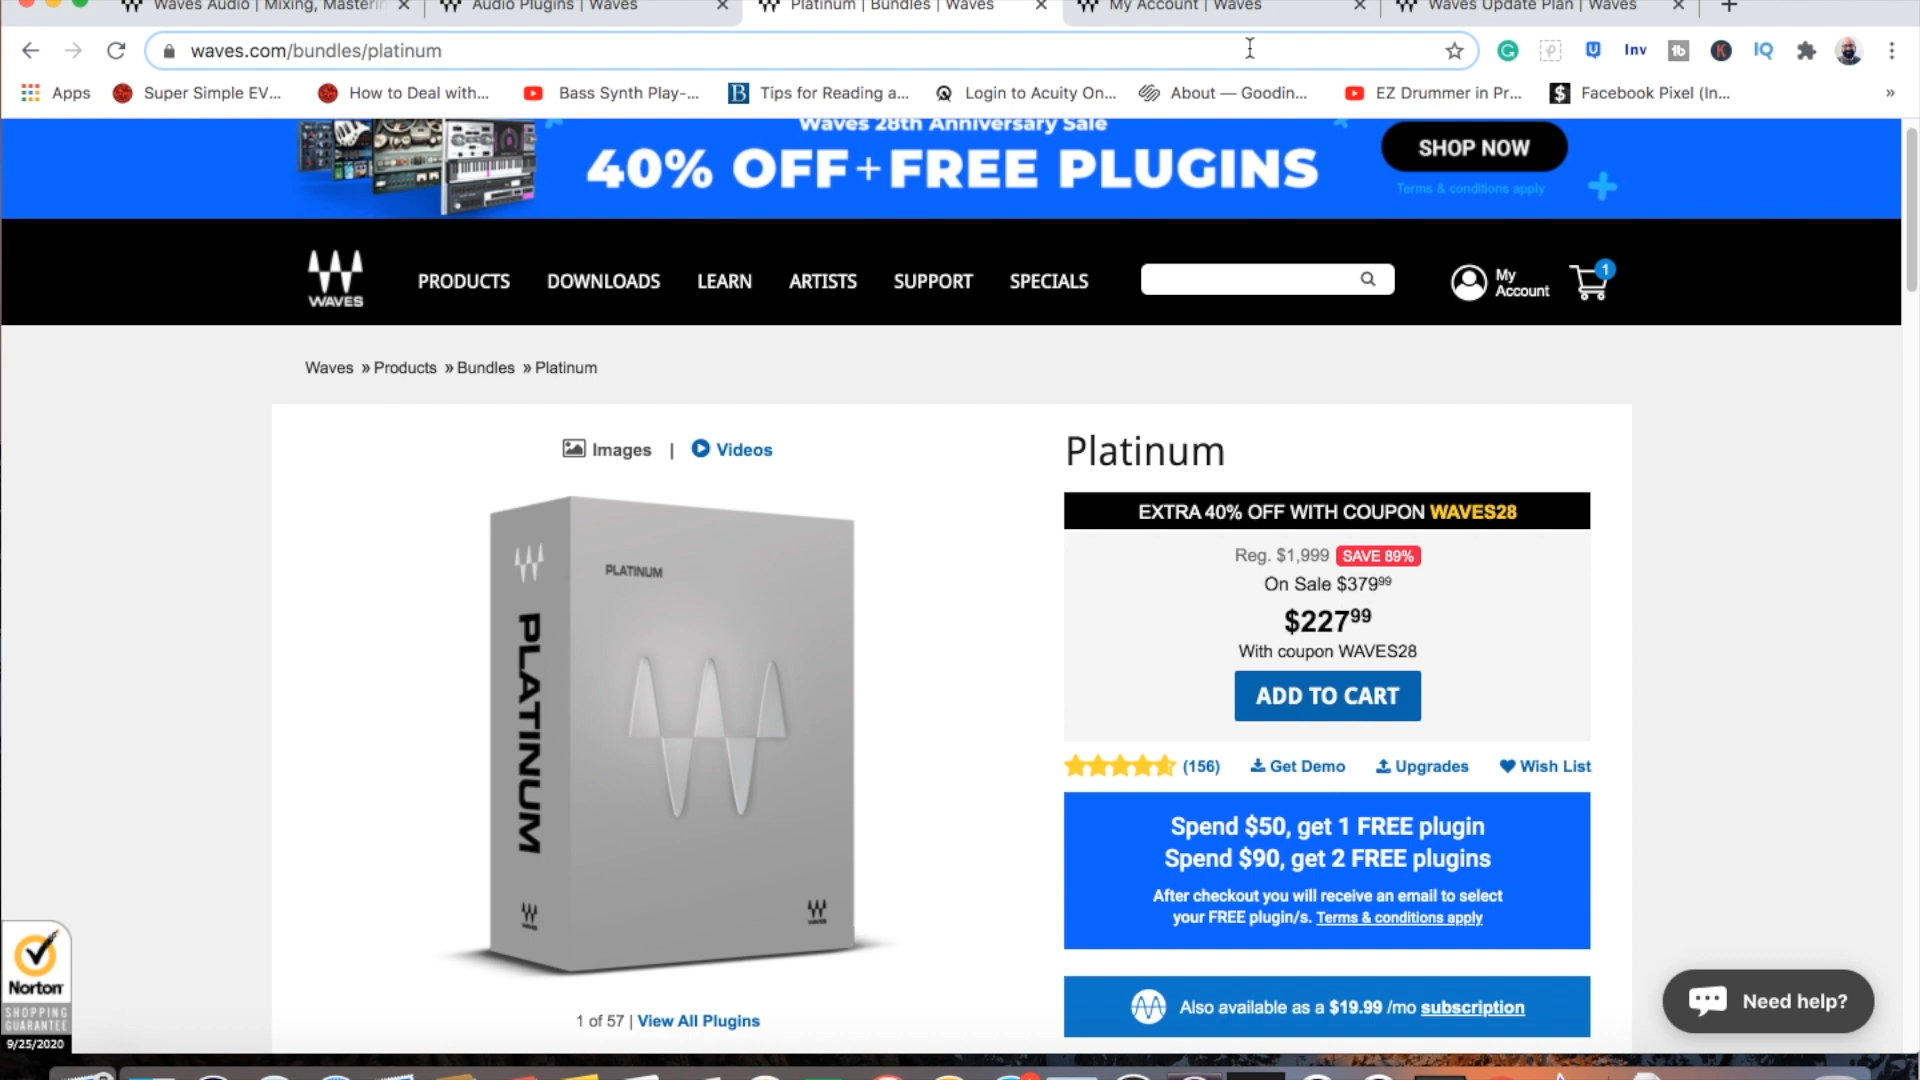 Waves Audio | Mixing, Masterin
Audio Plugins | Waves
Platinum | Bundles | Waves
My Account | Waves
Waves Update Plan | Waves
waves.com/bundles/platinum
Inv
tb
K
IQ
Apps
Super Simple EV...
How to Deal with...
Bass Synth Play-...
B
Tips for Reading a...
Login to Acuity On...
About — Goodin...
EZ Drummer in Pr...
$
Facebook Pixel (In...
»
Waves 28th Anniversary Sale
40% OFF+FREE PLUGINS
SHOP NOW
Terms & conditions apply
WAVES
PRODUCTS
DOWNLOADS
LEARN
ARTISTS
SUPPORT
SPECIALS
My
Account
1
Waves » Products » Bundles » Platinum
Images | Videos
PLATINUM
PLATINUM
WAVES
1 of 57 | View All Plugins
Platinum
EXTRA 40% OFF WITH COUPON WAVES28
Reg. $1,999 SAVE 89%
On Sale $379⁹⁹
$227⁹⁹
With coupon WAVES28
ADD TO CART
(156)
Get Demo
Upgrades
Wish List
Spend $50, get 1 FREE plugin
Spend $90, get 2 FREE plugins
After checkout you will receive an email to select
your FREE plugin/s. Terms & conditions apply
Also available as a $19.99 /mo subscription
Need help?
Norton
SHOPPING
GUARANTEE
9/25/2020